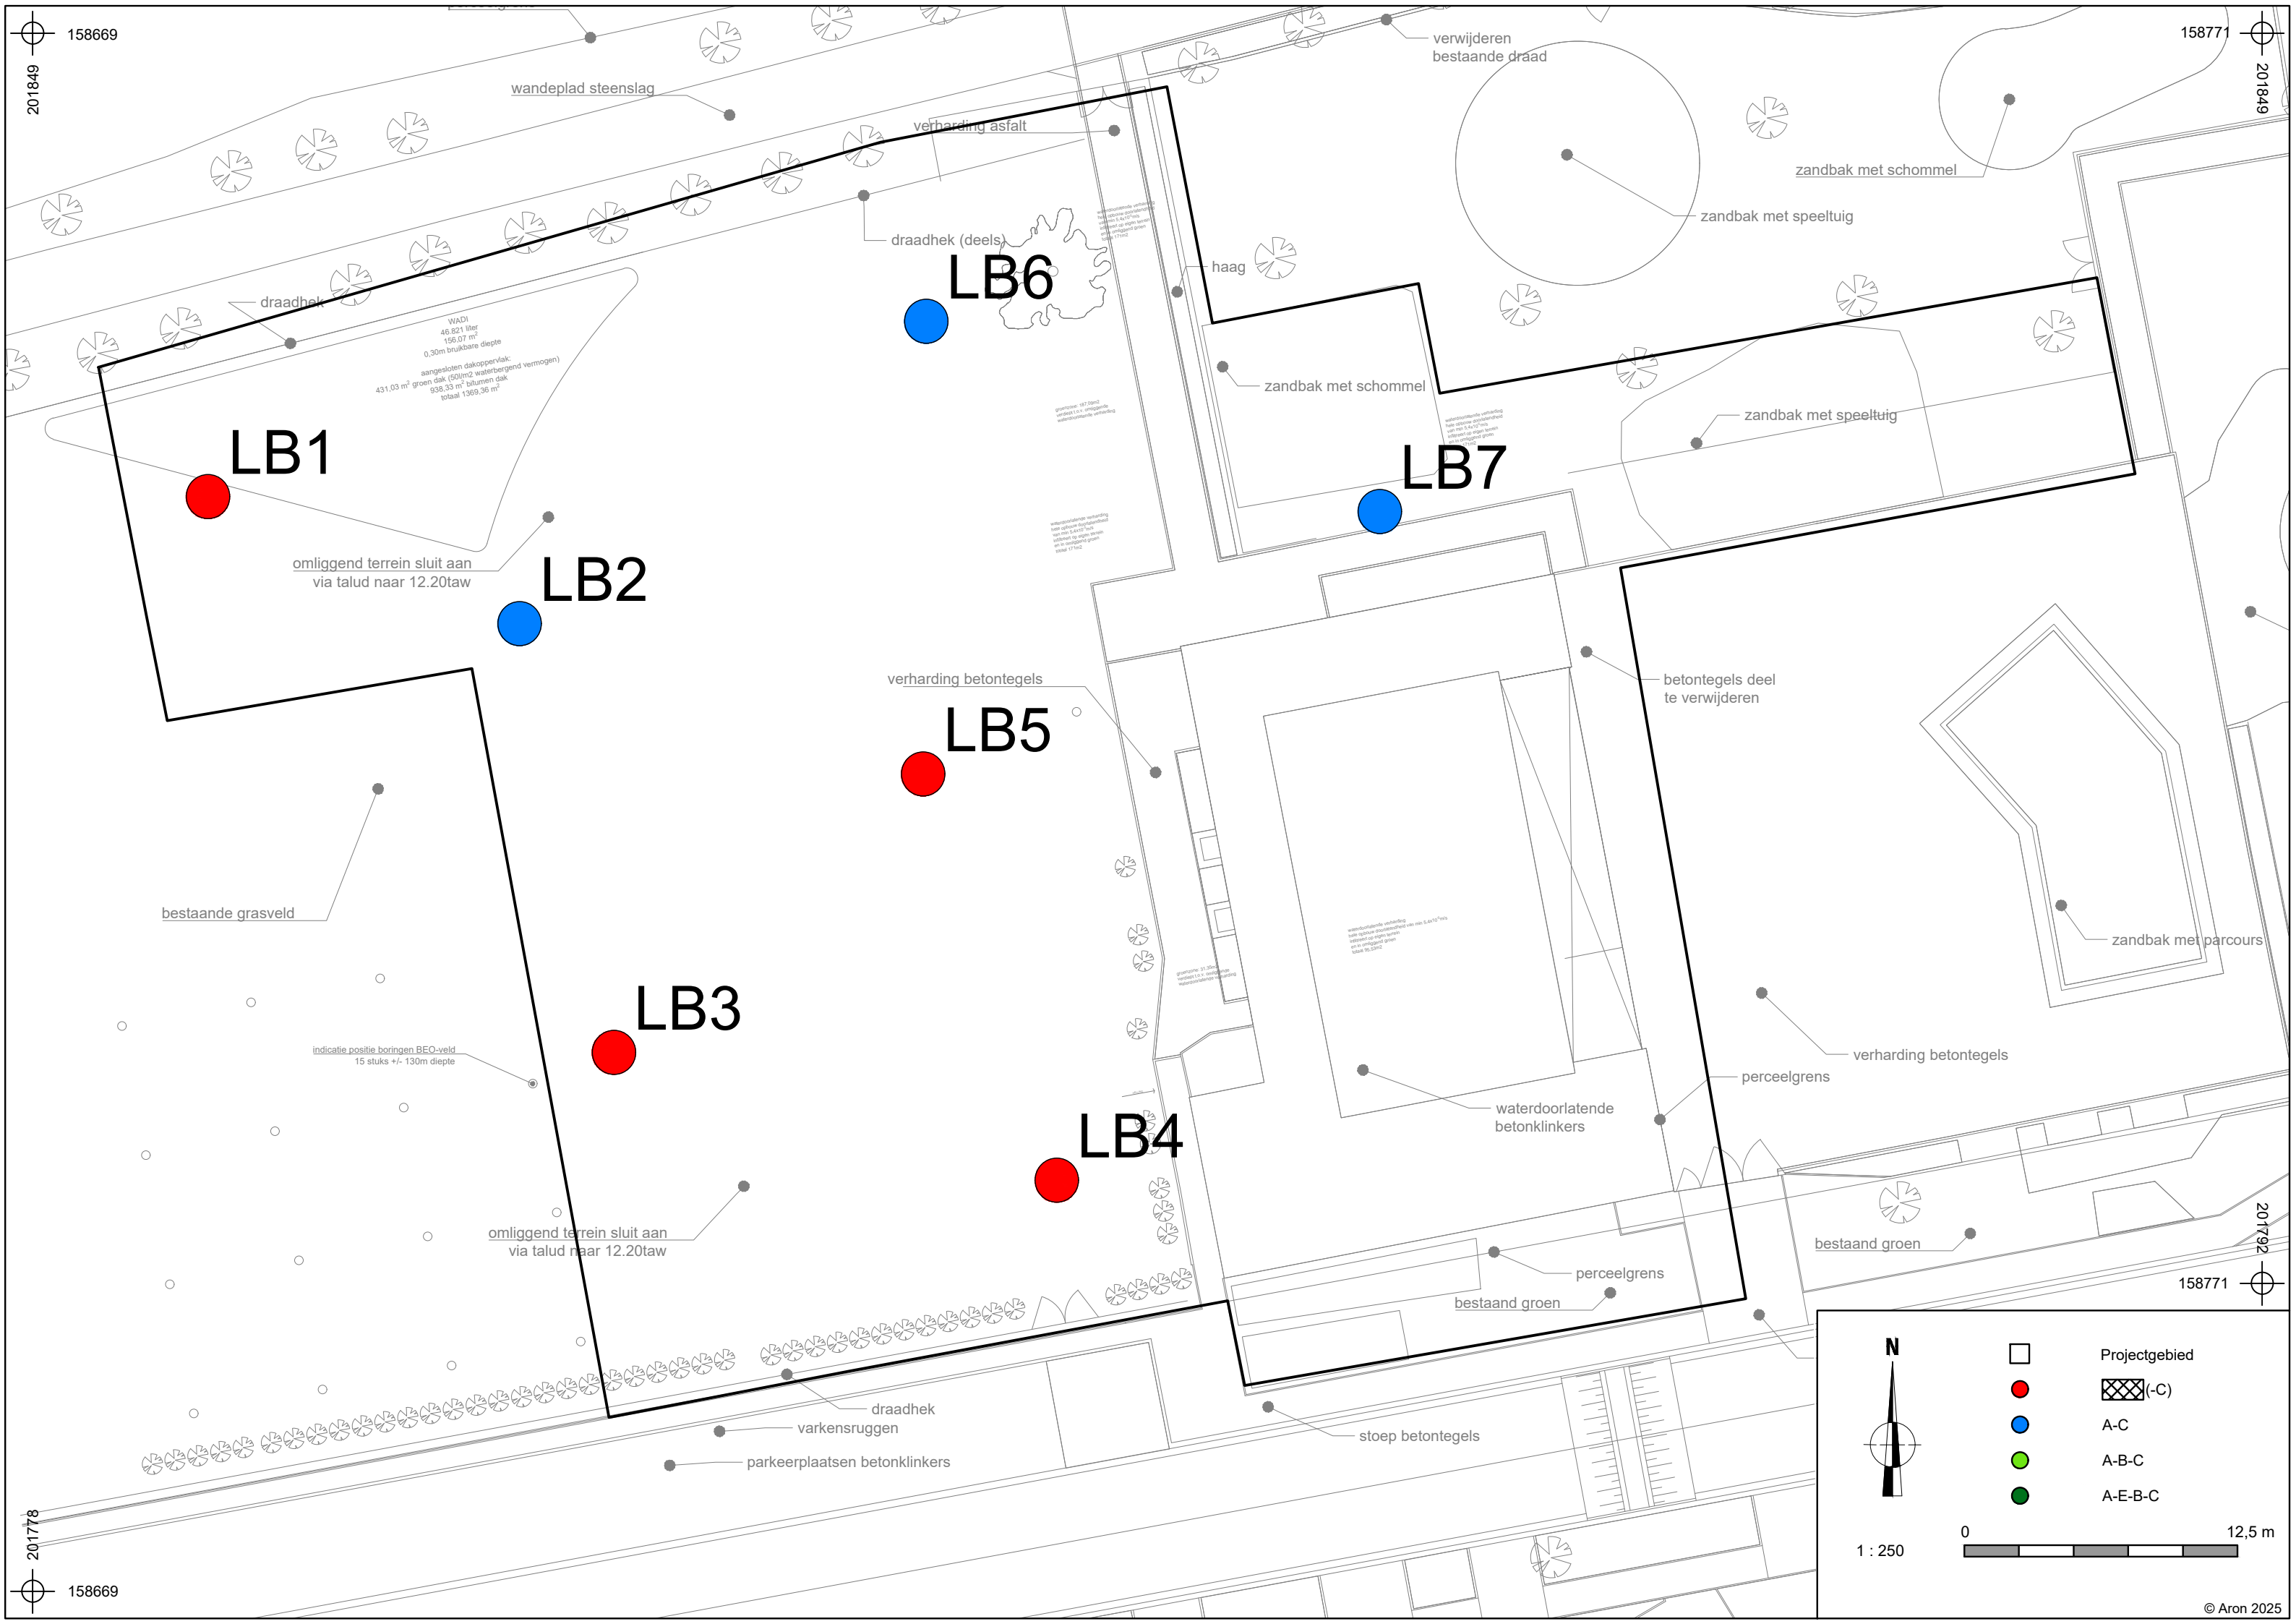 158669
201849
wandeplad steenslag
verharding asfalt
draadhek (deels)
verwijderen
bestaande draad
158771
201849
zandbak met schommel
zandbak met speeltuig
haag
draadhek
WADI
46.821 liter
156,07 m²
0,30m bruikbare diepte
aangesloten dakoppervlak:
431,03 m² groen dak (50l/m2 waterbergend vermogen)
938,33 m² bitumen dak
totaal 1369,36 m²
LB6
zandbak met schommel
zandbak met speeltuig
LB1
LB7
omliggend terrein sluit aan
via talud naar 12.20taw
LB2
verharding betontegels
betontegels deel
te verwijderen
LB5
bestaande grasveld
zandbak met parcours
LB3
indicatie positie boringen BEO-veld
15 stuks +/- 130m diepte
verharding betontegels
perceelgrens
waterdoorlatende
betonklinkers
LB4
omliggend terrein sluit aan
via talud naar 12.20taw
bestaand groen
201792
158771
perceelgrens
bestaand groen
draadhek
varkensruggen
stoep betontegels
parkeerplaatsen betonklinkers
201778
158669
N
Projectgebied
(-C)
A-C
A-B-C
A-E-B-C
0 12,5 m
1 : 250
© Aron 2025